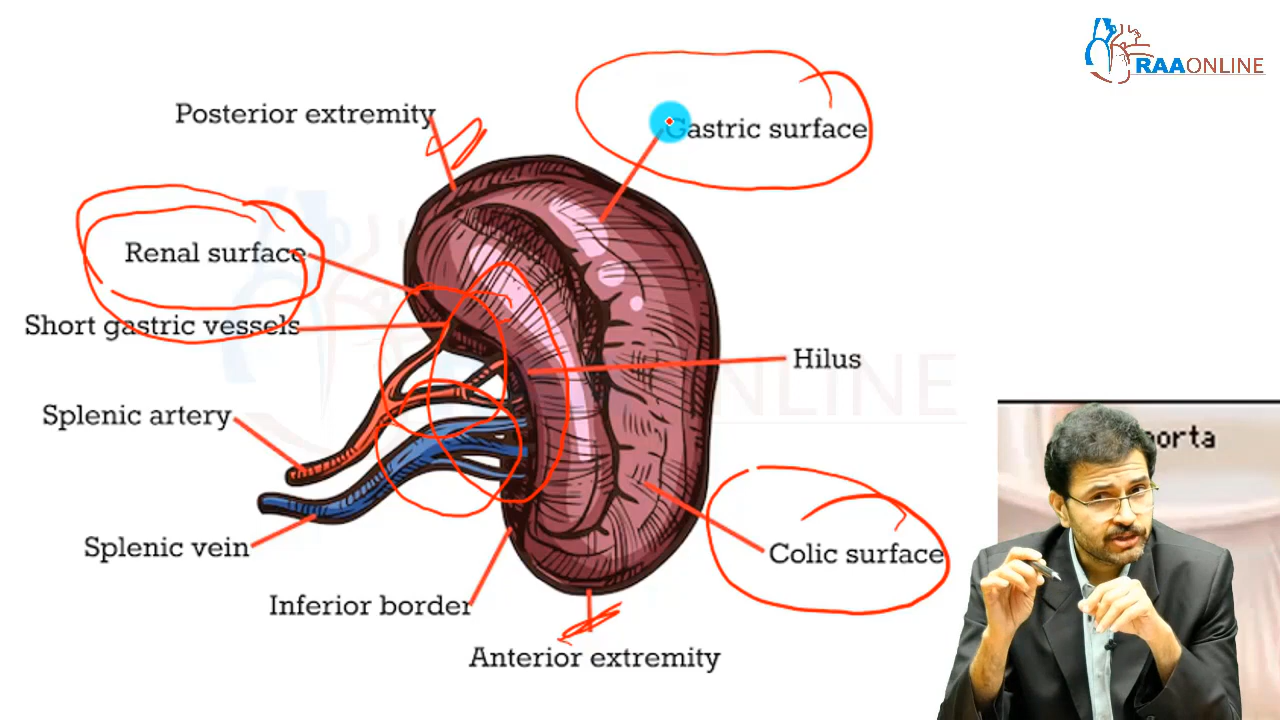 RAAONLINE
Posterior extremity
Gastric surface
Renal surface
Short gastric vessels
Hilus
Splenic artery
Splenic vein
Colic surface
Inferior border
Anterior extremity
ONLINE
porta